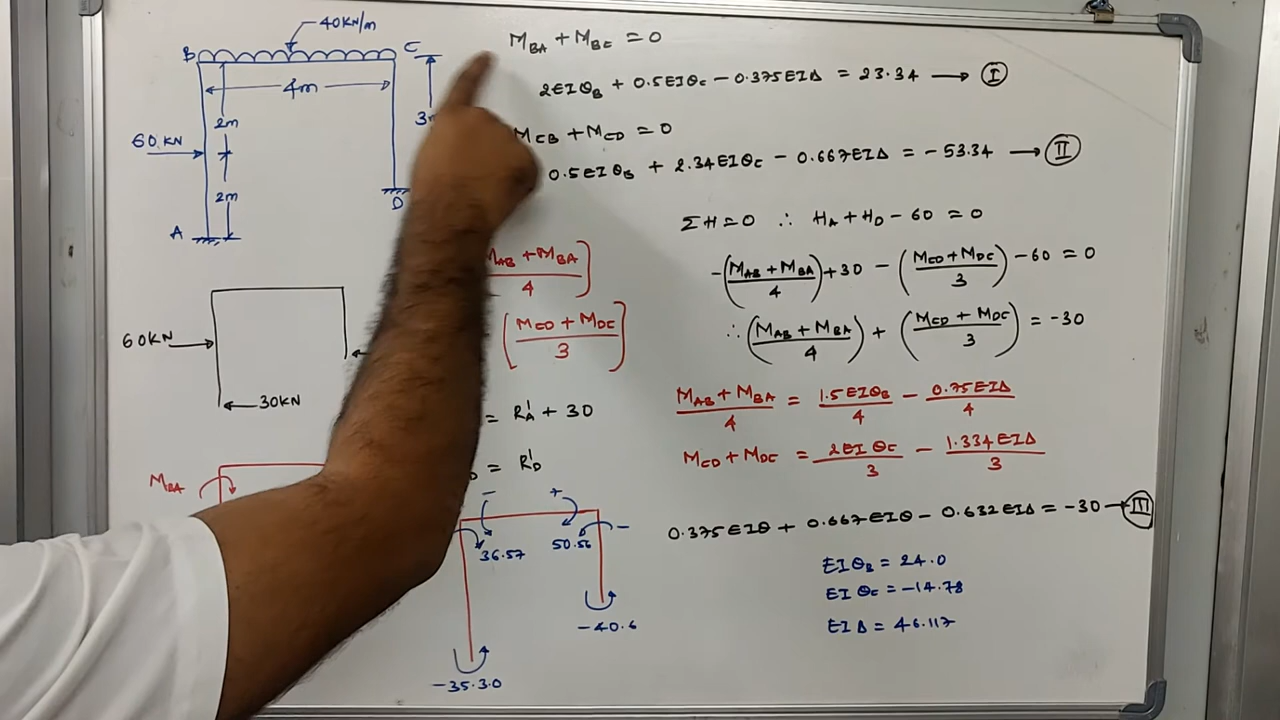 40KN/m
B
C
4m
2m
3m
60KN
2m
A
D
60KN
30KN
MBA
MBA + MBC = 0
2EIθB + 0.5EIθC - 0.375EIΔ = 23.34 → I
MCB + MCD = 0
0.5EIθB + 2.34EIθC - 0.667EIΔ = -53.34 → II
MAB + MBA
4
MCD + MDC
3
= R'A + 30
D = R'D
- +
36.57
50.56
-
-40.6
-35.30
ΣH=0 ∴ HA + HD - 60 = 0
-(MAB + MBA / 4) + 30 - (MCD + MDC / 3) - 60 = 0
∴ (MAB + MBA / 4) + (MCD + MDC / 3) = -30
MAB + MBA / 4 = 1.5EIθB / 4 - 0.75EIΔ / 4
MCD + MDC = 2EIθC / 3 - 1.334EIΔ / 3
0.375EIθ + 0.667EIθ - 0.632EIΔ = -30 → III
EIθB = 24.0
EIθC = -14.78
EIΔ = 46.117